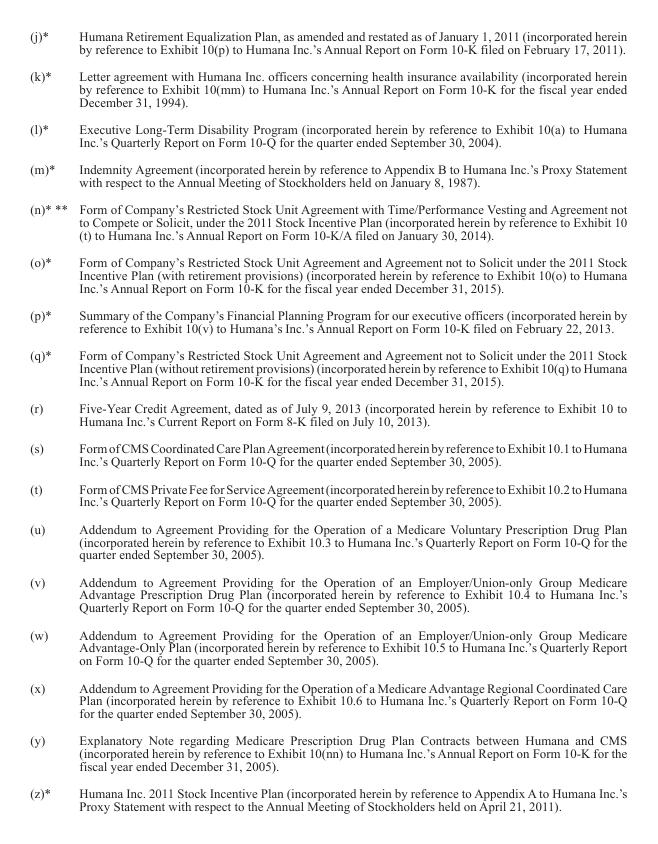 (j)* Humana Retirement Equalization Plan, as amended and restated as of January 1, 2011 (incorporated herein
by reference to Exhibit 10(p) to Humana Inc.’s Annual Report on Form 10-K filed on February 17, 2011).
(k)* Letter agreement with Humana Inc. officers concerning health insurance availability (incorporated herein
by reference to Exhibit 10(mm) to Humana Inc.’s Annual Report on Form 10-K for the fiscal year ended
December 31, 1994).
(l)* Executive Long-Term Disability Program (incorporated herein by reference to Exhibit 10(a) to Humana
Inc.’s Quarterly Report on Form 10-Q for the quarter ended September 30, 2004).
(m)* Indemnity Agreement (incorporated herein by reference to Appendix B to Humana Inc.’s Proxy Statement
with respect to the Annual Meeting of Stockholders held on January 8, 1987).
(n)* ** Form of Company’s Restricted Stock Unit Agreement with Time/Performance Vesting and Agreement not
to Compete or Solicit, under the 2011 Stock Incentive Plan (incorporated herein by reference to Exhibit 10
(t) to Humana Inc.’s Annual Report on Form 10-K/A filed on January 30, 2014).
(o)* Form of Company’s Restricted Stock Unit Agreement and Agreement not to Solicit under the 2011 Stock
Incentive Plan (with retirement provisions) (incorporated herein by reference to Exhibit 10(o) to Humana
Inc.’s Annual Report on Form 10-K for the fiscal year ended December 31, 2015).
(p)* Summary of the Company’s Financial Planning Program for our executive officers (incorporated herein by
reference to Exhibit 10(v) to Humana’s Inc.’s Annual Report on Form 10-K filed on February 22, 2013.
(q)* Form of Company’s Restricted Stock Unit Agreement and Agreement not to Solicit under the 2011 Stock
Incentive Plan (without retirement provisions) (incorporated herein by reference to Exhibit 10(q) to Humana
Inc.’s Annual Report on Form 10-K for the fiscal year ended December 31, 2015).
(r) Five-Year Credit Agreement, dated as of July 9, 2013 (incorporated herein by reference to Exhibit 10 to
Humana Inc.’s Current Report on Form 8-K filed on July 10, 2013).
(s) Form of CMS Coordinated Care Plan Agreement (incorporated herein by reference to Exhibit 10.1 to Humana
Inc.’s Quarterly Report on Form 10-Q for the quarter ended September 30, 2005).
(t) Form of CMS Private Fee for Service Agreement (incorporated herein by reference to Exhibit 10.2 to Humana
Inc.’s Quarterly Report on Form 10-Q for the quarter ended September 30, 2005).
(u) Addendum to Agreement Providing for the Operation of a Medicare Voluntary Prescription Drug Plan
(incorporated herein by reference to Exhibit 10.3 to Humana Inc.’s Quarterly Report on Form 10-Q for the
quarter ended September 30, 2005).
(v) Addendum to Agreement Providing for the Operation of an Employer/Union-only Group Medicare
Advantage Prescription Drug Plan (incorporated herein by reference to Exhibit 10.4 to Humana Inc.’s
Quarterly Report on Form 10-Q for the quarter ended September 30, 2005).
(w) Addendum to Agreement Providing for the Operation of an Employer/Union-only Group Medicare
Advantage-Only Plan (incorporated herein by reference to Exhibit 10.5 to Humana Inc.’s Quarterly Report
on Form 10-Q for the quarter ended September 30, 2005).
(x) Addendum to Agreement Providing for the Operation of a Medicare Advantage Regional Coordinated Care
Plan (incorporated herein by reference to Exhibit 10.6 to Humana Inc.’s Quarterly Report on Form 10-Q
for the quarter ended September 30, 2005).
(y) Explanatory Note regarding Medicare Prescription Drug Plan Contracts between Humana and CMS
(incorporated herein by reference to Exhibit 10(nn) to Humana Inc.’s Annual Report on Form 10-K for the
fiscal year ended December 31, 2005).
(z)* Humana Inc. 2011 Stock Incentive Plan (incorporated herein by reference to Appendix A to Humana Inc.’s
Proxy Statement with respect to the Annual Meeting of Stockholders held on April 21, 2011).